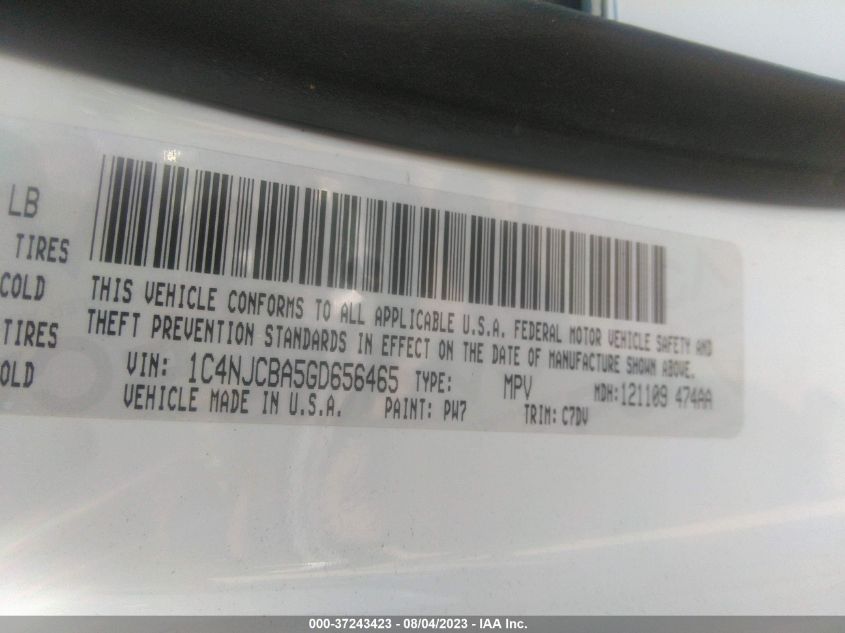 LB
TIRES
COLD
TIRES
OLD
THIS VEHICLE CONFORMS TO ALL APPLICABLE U.S.A. FEDERAL MOTOR VEHICLE SAFETY AND
THEFT PREVENTION STANDARDS IN EFFECT ON THE DATE OF MANUFACTURE SHOWN ABOVE.
VIN: 1C4NJCBA5GD656465 TYPE: MPV MDH:121109 474AA
VEHICLE MADE IN U.S.A. PAINT: PW7 TRIM: C7DV
000-37243423 - 08/04/2023 - IAA Inc.